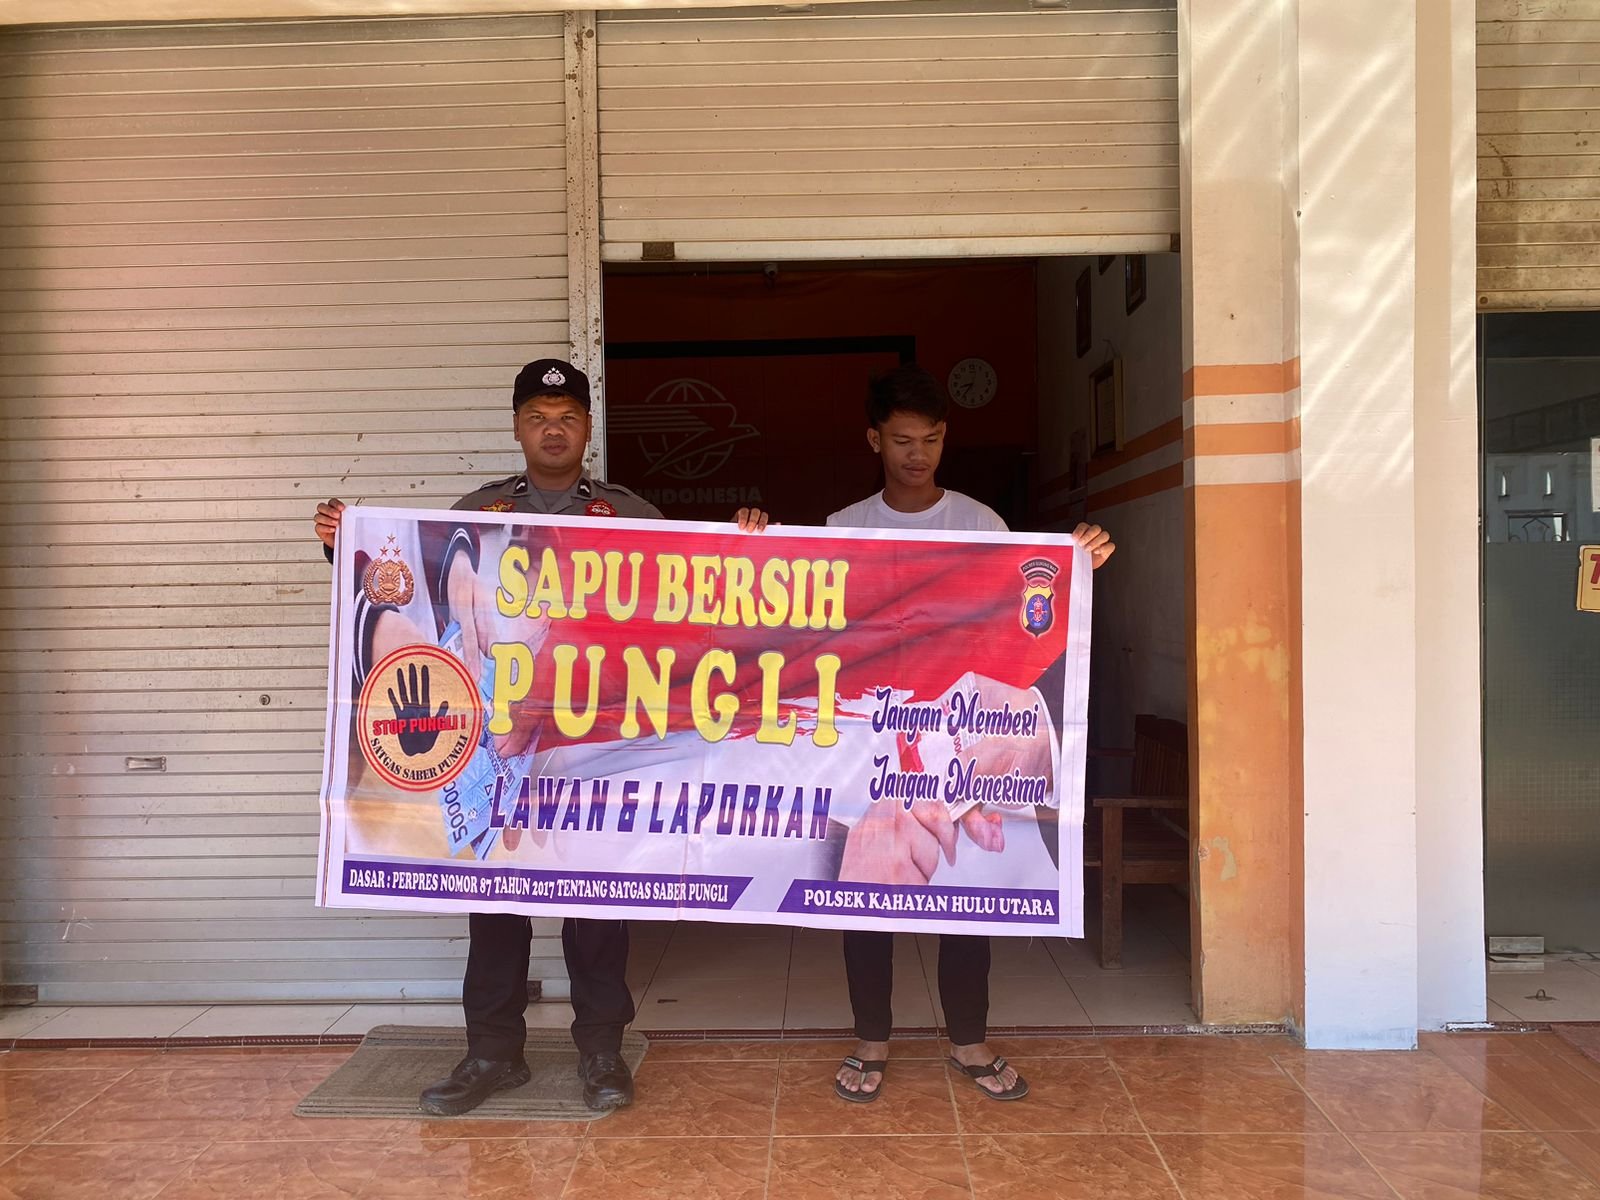 INDONESIA
SAPU BERSIH
PUNGLI
STOP PUNGLI !
SATGAS SABER PUNGLI
Jangan Memberi
Jangan Menerima
LAWAN & LAPORKAN
DASAR : PERPRES NOMOR 87 TAHUN 2017 TENTANG SATGAS SABER PUNGLI
POLSEK KAHAYAN HULU UTARA